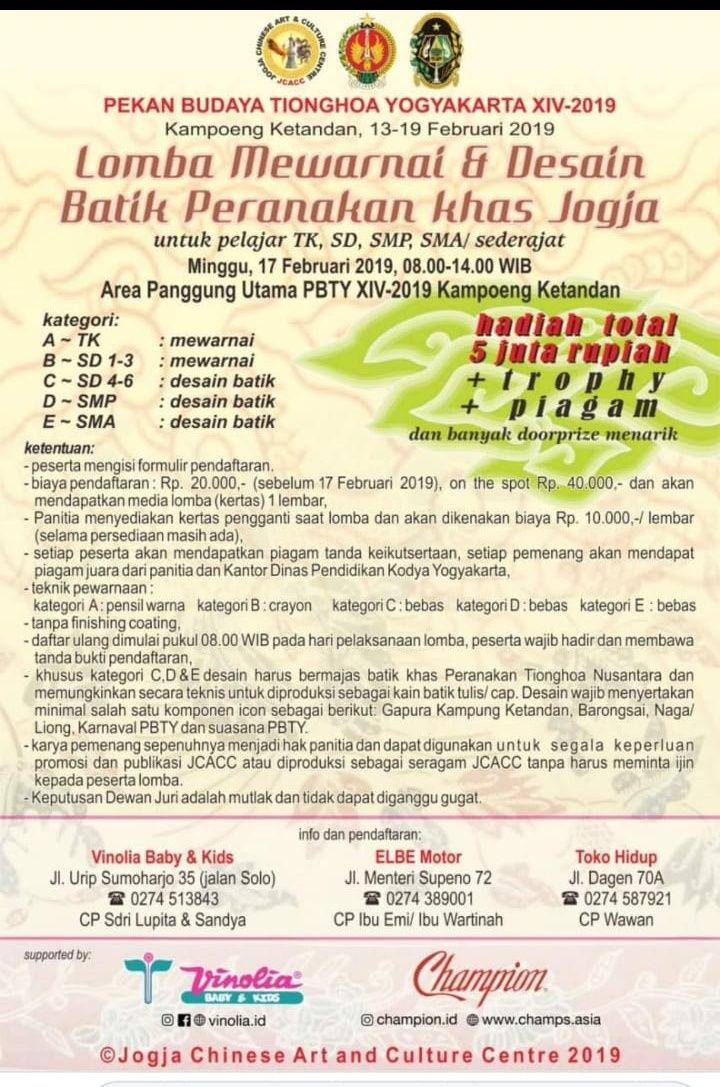 JOGJA CHINESE ART & CULTURE CENTRE
JCACC
PEKAN BUDAYA TIONGHOA YOGYAKARTA XIV-2019
Kampoeng Ketandan, 13-19 Februari 2019
Lomba Mewarnai & Desain
Batik Peranakan khas Jogja
untuk pelajar TK, SD, SMP, SMA/ sederajat
Minggu, 17 Februari 2019, 08.00-14.00 WIB
Area Panggung Utama PBTY XIV-2019 Kampoeng Ketandan
kategori:
A ~ TK : mewarnai
B ~ SD 1-3 : mewarnai
C ~ SD 4-6 : desain batik
D ~ SMP : desain batik
E ~ SMA : desain batik
hadiah total
5 juta rupiah
+ trophy
+ piagam
dan banyak doorprize menarik
ketentuan:
- peserta mengisi formulir pendaftaran.
- biaya pendaftaran : Rp. 20.000,- (sebelum 17 Februari 2019), on the spot Rp. 40.000,- dan akan
mendapatkan media lomba (kertas) 1 lembar,
- Panitia menyediakan kertas pengganti saat lomba dan akan dikenakan biaya Rp. 10.000,-/ lembar
(selama persediaan masih ada),
- setiap peserta akan mendapatkan piagam tanda keikutsertaan, setiap pemenang akan mendapat
piagam juara dari panitia dan Kantor Dinas Pendidikan Kodya Yogyakarta,
- teknik pewarnaan :
kategori A : pensil warna kategori B : crayon kategori C : bebas kategori D : bebas kategori E : bebas
- tanpa finishing coating,
- daftar ulang dimulai pukul 08.00 WIB pada hari pelaksanaan lomba, peserta wajib hadir dan membawa
tanda bukti pendaftaran,
- khusus kategori C,D & E desain harus bermajas batik khas Peranakan Tionghoa Nusantara dan
memungkinkan secara teknis untuk diproduksi sebagai kain batik tulis/ cap. Desain wajib menyertakan
minimal salah satu komponen icon sebagai berikut: Gapura Kampung Ketandan, Barongsai, Naga/
Liong, Karnaval PBTY dan suasana PBTY.
- karya pemenang sepenuhnya menjadi hak panitia dan dapat digunakan untuk segala keperluan
promosi dan publikasi JCACC atau diproduksi sebagai seragam JCACC tanpa harus meminta ijin
kepada peserta lomba.
- Keputusan Dewan Juri adalah mutlak dan tidak dapat diganggu gugat.
info dan pendaftaran:
Vinolia Baby & Kids
Jl. Urip Sumoharjo 35 (jalan Solo)
☎ 0274 513843
CP Sdri Lupita & Sandya
ELBE Motor
Jl. Menteri Supeno 72
☎ 0274 389001
CP Ibu Emi/ Ibu Wartinah
Toko Hidup
Jl. Dagen 70A
☎ 0274 587921
CP Wawan
supported by:
Vinolia
BABY & KIDS
vinolia.id
Champion
champion.id www.champs.asia
©Jogja Chinese Art and Culture Centre 2019